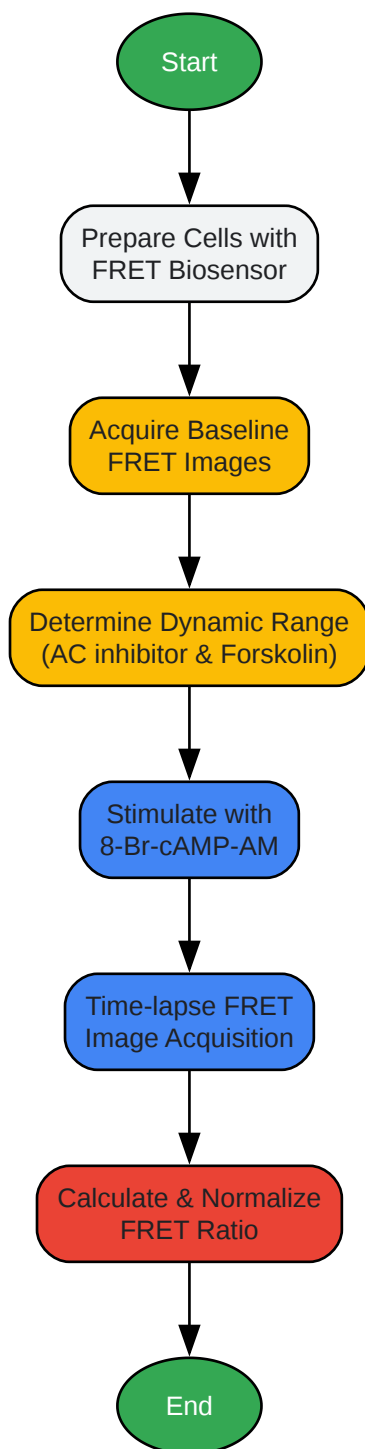 Start
Prepare Cells with
FRET Biosensor
Acquire Baseline
FRET Images
Determine Dynamic Range
(AC inhibitor & Forskolin)
Stimulate with
8-Br-cAMP-AM
Time-lapse FRET
Image Acquisition
Calculate & Normalize
FRET Ratio
End